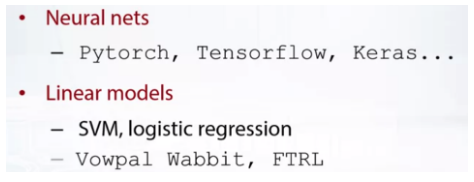 • Neural nets
– Pytorch, Tensorflow, Keras...
• Linear models
– SVM, logistic regression
– Vowpal Wabbit, FTRL